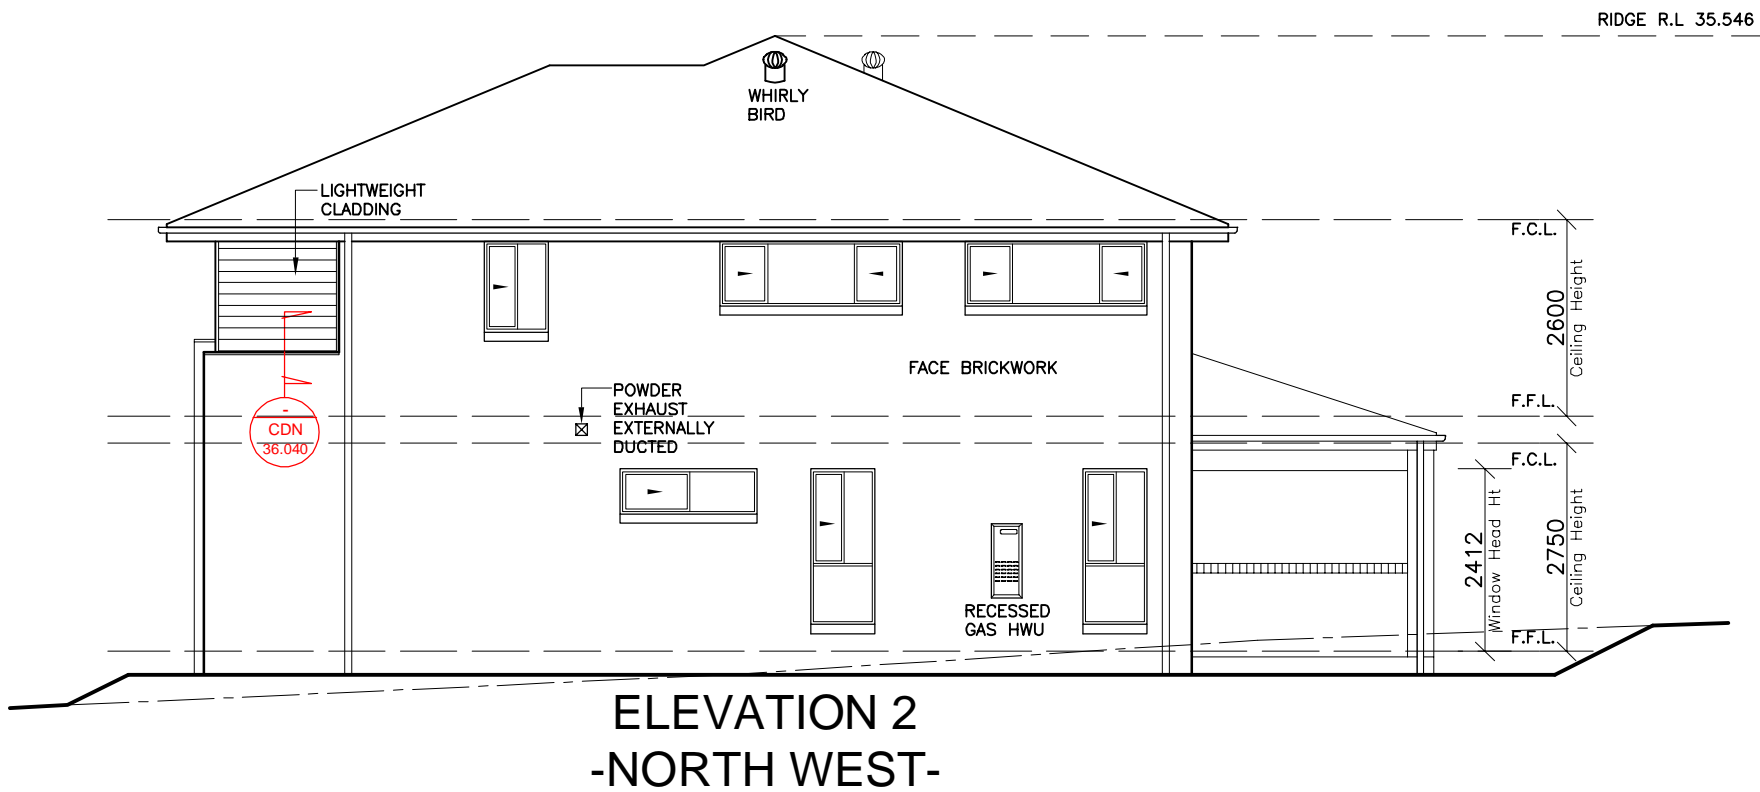 RIDGE R.L 35.546
WHIRLY
BIRD
LIGHTWEIGHT
CLADDING
F.C.L.
2600
Ceiling Height
FACE BRICKWORK
POWDER
EXHAUST
EXTERNALLY
DUCTED
F.F.L.
-
CDN
36.040
F.C.L.
2412
Window Head Ht
2750
Ceiling Height
RECESSED
GAS HWU
F.F.L.
ELEVATION 2
-NORTH WEST-